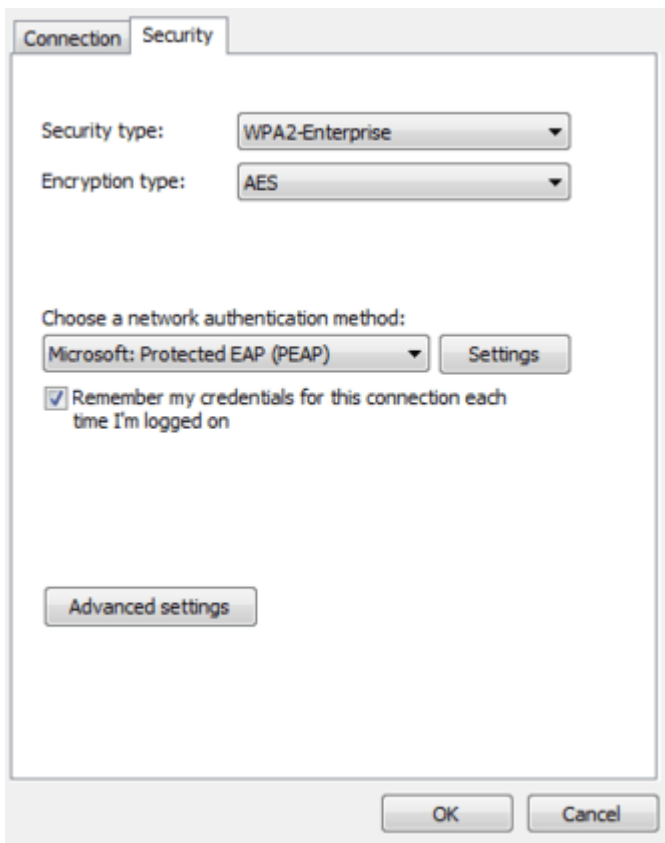 Connection Security
Security type: WPA2-Enterprise
Encryption type: AES
Choose a network authentication method:
Microsoft: Protected EAP (PEAP) Settings
Remember my credentials for this connection each
time I'm logged on
Advanced settings
OK Cancel